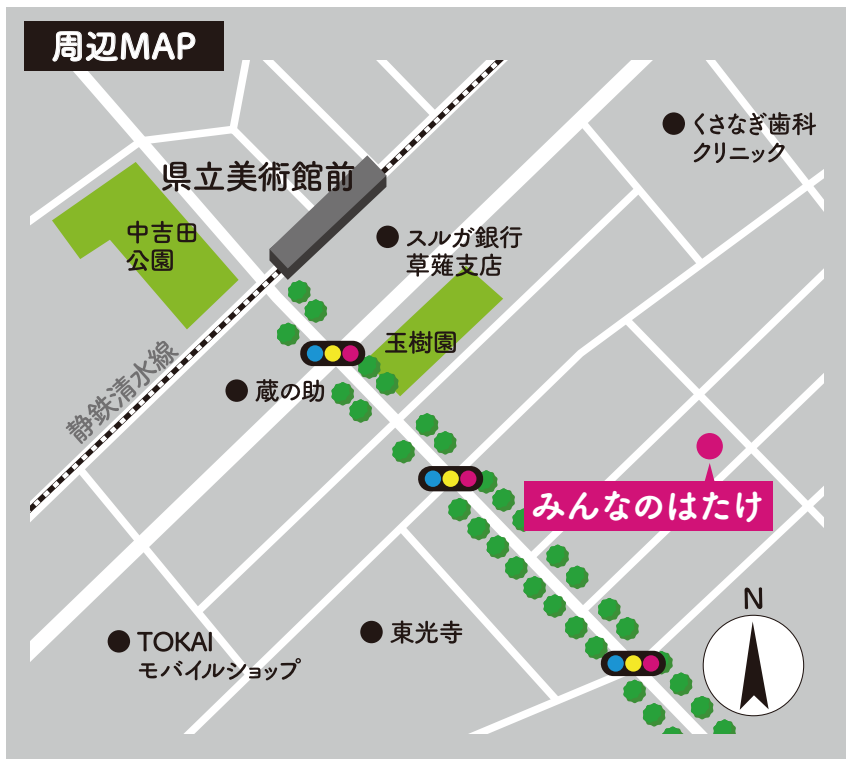 周辺MAP
くさなぎ歯科
クリニック
県立美術館前
中吉田
公園
スルガ銀行
草薙支店
玉樹園
静鉄清水線
蔵の助
みんなのはたけ
N
東光寺
TOKAI
モバイルショップ